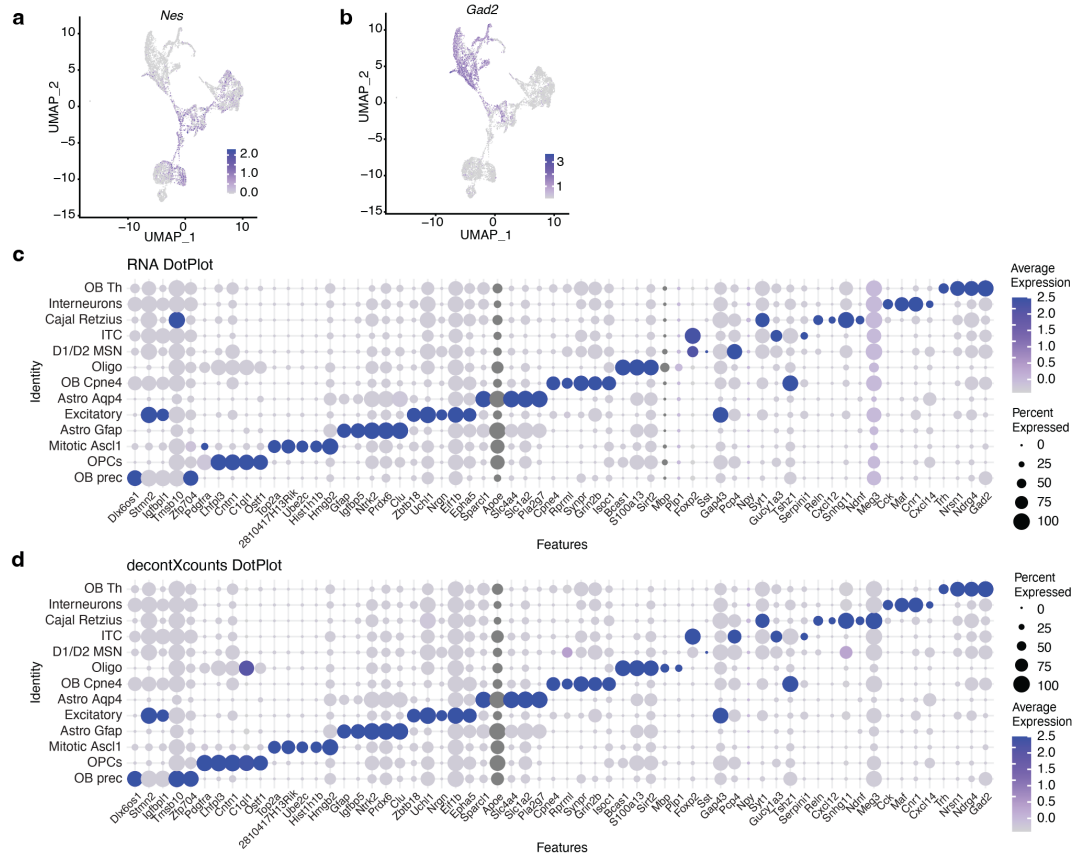 a
Nes
UMAP_2
10
5
0
−5
−10
−15
−10
0
10
UMAP_1
2.0
1.0
0.0
b
Gad2
UMAP_2
10
5
0
−5
−10
−15
−10
0
10
UMAP_1
3
1
c
RNA DotPlot
Identity
OB Th
Interneurons
Cajal Retzius
ITC
D1/D2 MSN
Oligo
OB Cpne4
Astro Aqp4
Excitatory
Astro Gfap
Mitotic Ascl1
OPCs
OB prec
Dlx6os1
Stmn2
Igfbpl1
Tmsb10
Zfp704
Pdgfra
Lhfpl3
Cntn1
C1ql1
Ostf1
Top2a
2810417H13Rik
Ube2c
Hist1h1b
Hmgb2
Gfap
Igfbp5
Ntrk2
Prdx6
Clu
Zbtb18
Uchl1
Nrgn
Eif1b
Epha5
Sparcl1
Apoe
Slc4a4
Slc1a2
Pla2g7
Cpne4
Rprml
Synpr
Grin2b
Isoc1
Bcas1
S100a13
Sirt2
Mbp
Plp1
Foxp2
Sst
Gap43
Pcp4
Npy
Syt1
Gucy1a3
Tshz1
Serpini1
Reln
Cxcl12
Snhg11
Ndnf
Meg3
Cck
Maf
Cnr1
Cxcl14
Trh
Nrsn1
Ndrg4
Gad2
Features
Average
Expression
2.5
2.0
1.5
1.0
0.0
Percent
Expressed
0
25
50
75
100
d
decontXcounts DotPlot
Identity
OB Th
Interneurons
Cajal Retzius
ITC
D1/D2 MSN
Oligo
OB Cpne4
Astro Aqp4
Excitatory
Astro Gfap
Mitotic Ascl1
OPCs
OB prec
Dlx6os1
Stmn2
Igfbpl1
Tmsb10
Zfp704
Pdgfra
Lhfpl3
Cntn1
C1ql1
Ostf1
Top2a
2810417H13Rik
Ube2c
Hist1h1b
Hmgb2
Gfap
Igfbp5
Ntrk2
Prdx6
Clu
Zbtb18
Uchl1
Nrgn
Eif1b
Epha5
Sparcl1
Apoe
Slc4a4
Slc1a2
Pla2g7
Cpne4
Rprml
Synpr
Grin2b
Isoc1
Bcas1
S100a13
Sirt2
Mbp
Plp1
Foxp2
Sst
Gap43
Pcp4
Npy
Syt1
Gucy1a3
Tshz1
Serpini1
Reln
Cxcl12
Snhg11
Ndnf
Meg3
Cck
Maf
Cnr1
Cxcl14
Trh
Nrsn1
Ndrg4
Gad2
Features
Percent
Expressed
0
25
50
75
100
Average
Expression
2.5
2.0
1.5
1.0
0.0